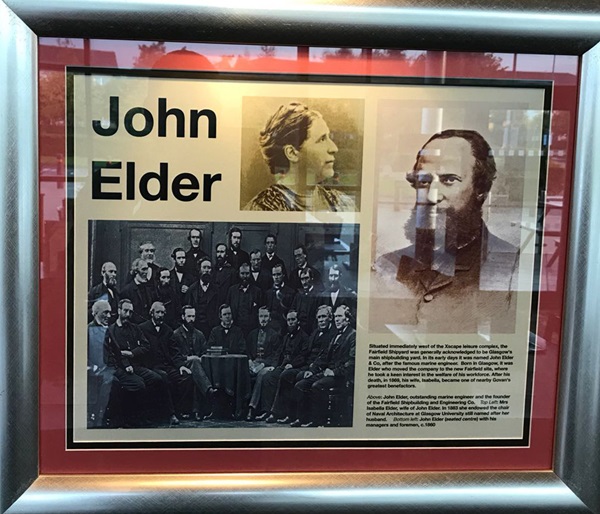 John
Elder
Situated immediately west of the Xscape leisure complex, the
Fairfield Shipyard was generally acknowledged to be Glasgow's
main shipbuilding yard. In its early days it was named John Elder
& Co, after the famous marine engineer. Born in Glasgow, it was
Elder who moved the company to the new Fairfield site, where
he took a keen interest in the welfare of his workforce. After his
death, in 1869, his wife, Isabella, became one of nearby Govan's
greatest benefactors.
Above: John Elder, outstanding marine engineer and the founder
of the Fairfield Shipbuilding and Engineering Co. Top Left: Mrs
Isabella Elder, wife of John Elder. In 1883 she endowed the chair
of Naval Architecture at Glasgow University still named after her
husband. Bottom left: John Elder (seated centre) with his
managers and foremen, c.1860